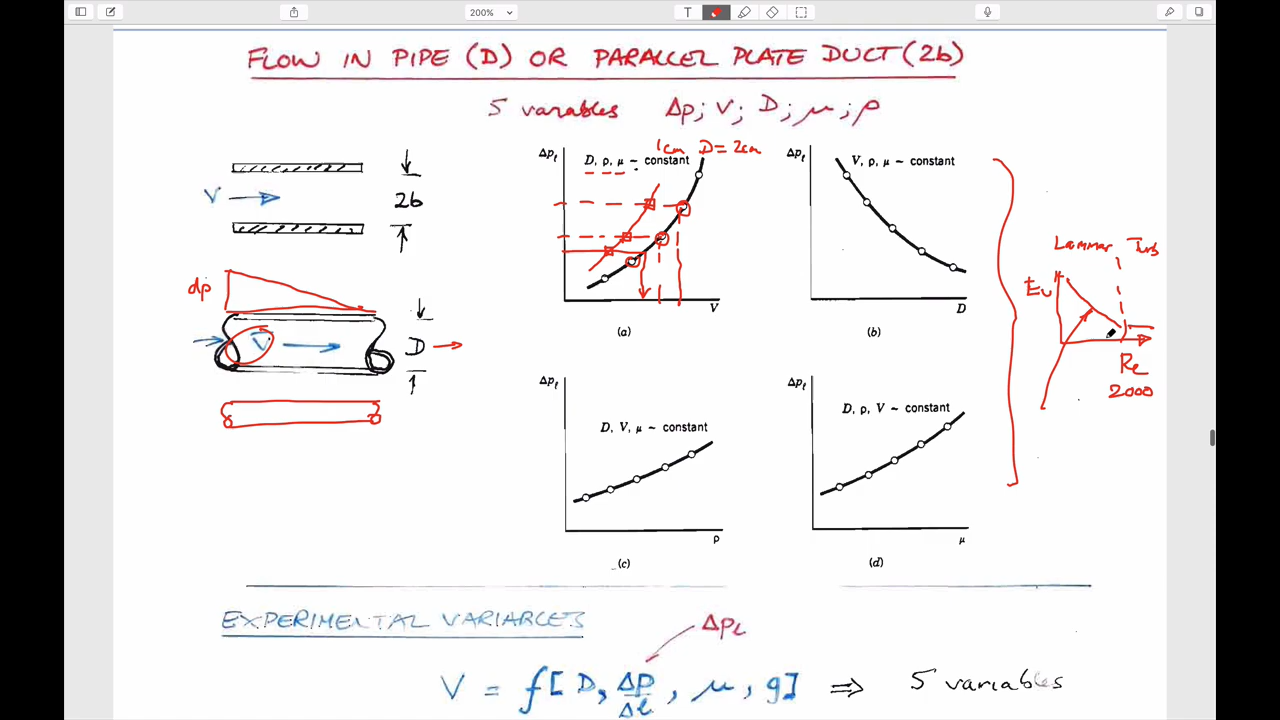 200%
T
FLOW IN PIPE (D) OR PARALLEL PLATE DUCT (2b)
5 variables Δp; V; D; μ; ρ
V
2b
dp
V
D
1cm D = 2cm
Δpℓ
D, ρ, μ ~ constant
V
(a)
Δpℓ
V, ρ, μ ~ constant
D
(b)
Δpℓ
D, V, μ ~ constant
ρ
(c)
Δpℓ
D, ρ, V ~ constant
μ
(d)
Laminar Turb
Eu
Re
2000
EXPERIMENTAL VARIABLES
ΔpL
V = f[ D, Δp/Δℓ, μ, ρ] ⇒ 5 variables